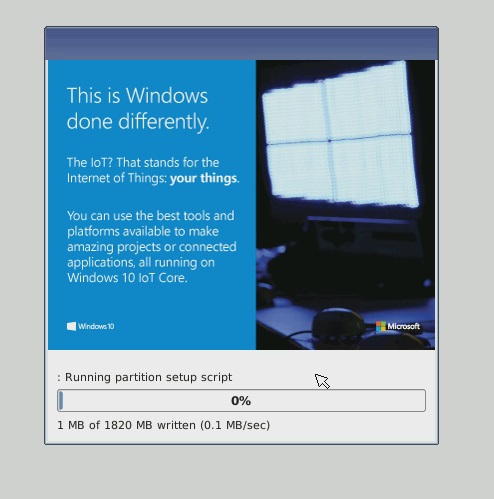 This is Windows
done differently.
The IoT? That stands for the
Internet of Things: your things.
You can use the best tools and
platforms available to make
amazing projects or connected
applications, all running on
Windows 10 IoT Core.
Windows10
Microsoft
: Running partition setup script
0%
1 MB of 1820 MB written (0.1 MB/sec)